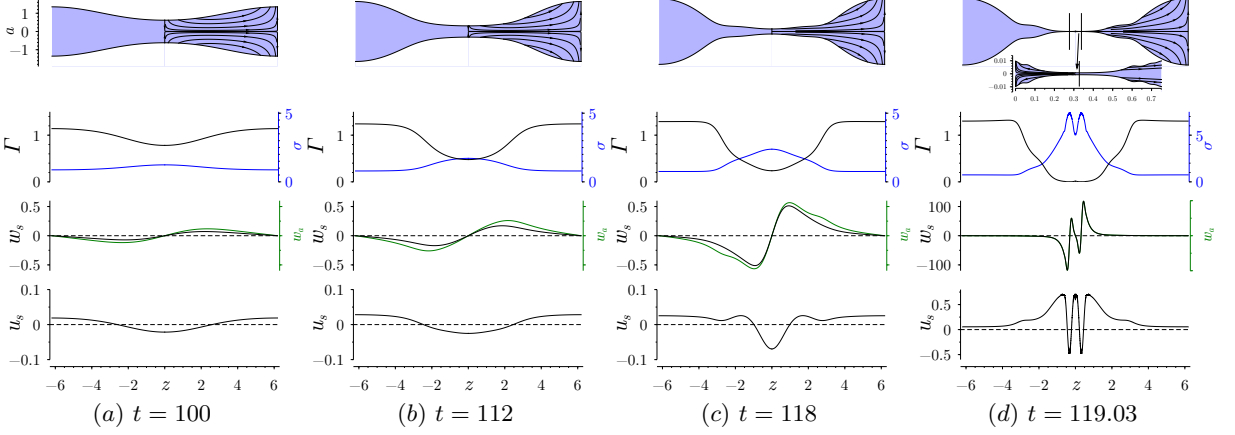 a
1
0
−1
0.01
0
−0.01
0 0.1 0.2 0.3 0.4 0.5 0.6 0.7
Γ 1 0 5 0 σ
Γ 1 0 5 0 σ
Γ 1 0 5 0 σ
Γ 1 0 5 0 σ
w_s 0.5 0 −0.5 w_a
w_s 0.5 0 −0.5 w_a
w_s 0.5 0 −0.5 w_a
w_s 100 0 −100 w_a
u_s 0.1 0 −0.1
u_s 0.1 0 −0.1
u_s 0.1 0 −0.1
u_s 0.5 0 −0.5
−6 −4 −2 z 2 4 6
−6 −4 −2 z 2 4 6
−6 −4 −2 z 2 4 6
−6 −4 −2 z 2 4 6
(a) t = 100
(b) t = 112
(c) t = 118
(d) t = 119.03